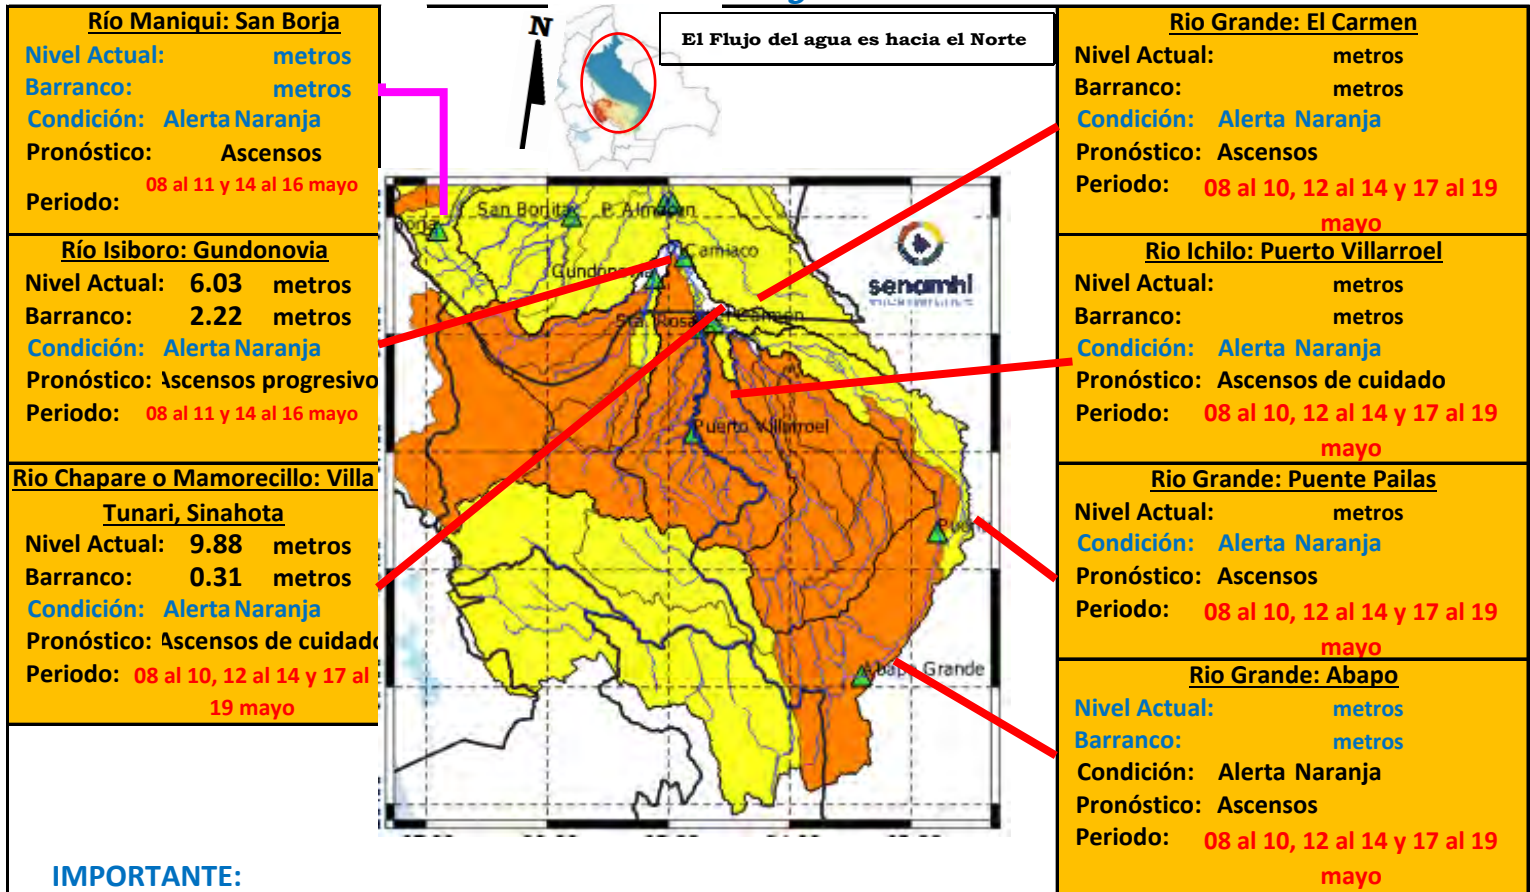 Río Maniqui: San Borja
Nivel Actual: metros
Barranco: metros
Condición: Alerta Naranja
Pronóstico: Ascensos
08 al 11 y 14 al 16 mayo
Periodo:
Río Isiboro: Gundonovia
Nivel Actual: 6.03 metros
Barranco: 2.22 metros
Condición: Alerta Naranja
Pronóstico: Ascensos progresivo
Periodo: 08 al 11 y 14 al 16 mayo
Rio Chapare o Mamorecillo: Villa
Tunari, Sinahota
Nivel Actual: 9.88 metros
Barranco: 0.31 metros
Condición: Alerta Naranja
Pronóstico: Ascensos de cuidado
Periodo: 08 al 10, 12 al 14 y 17 al
19 mayo
IMPORTANTE:
N
El Flujo del agua es hacia el Norte
San Borjita
P. Almacen
Camiaco
senamhi
Sta. Rosa
El Carmen
Puerto Villarroel
Abapo Grande
Rio Grande: El Carmen
Nivel Actual: metros
Barranco: metros
Condición: Alerta Naranja
Pronóstico: Ascensos
Periodo: 08 al 10, 12 al 14 y 17 al 19
mayo
Rio Ichilo: Puerto Villarroel
Nivel Actual: metros
Barranco: metros
Condición: Alerta Naranja
Pronóstico: Ascensos de cuidado
Periodo: 08 al 10, 12 al 14 y 17 al 19
mayo
Rio Grande: Puente Pailas
Nivel Actual: metros
Condición: Alerta Naranja
Pronóstico: Ascensos
Periodo: 08 al 10, 12 al 14 y 17 al 19
mayo
Rio Grande: Abapo
Nivel Actual: metros
Barranco: metros
Condición: Alerta Naranja
Pronóstico: Ascensos
Periodo: 08 al 10, 12 al 14 y 17 al 19
mayo